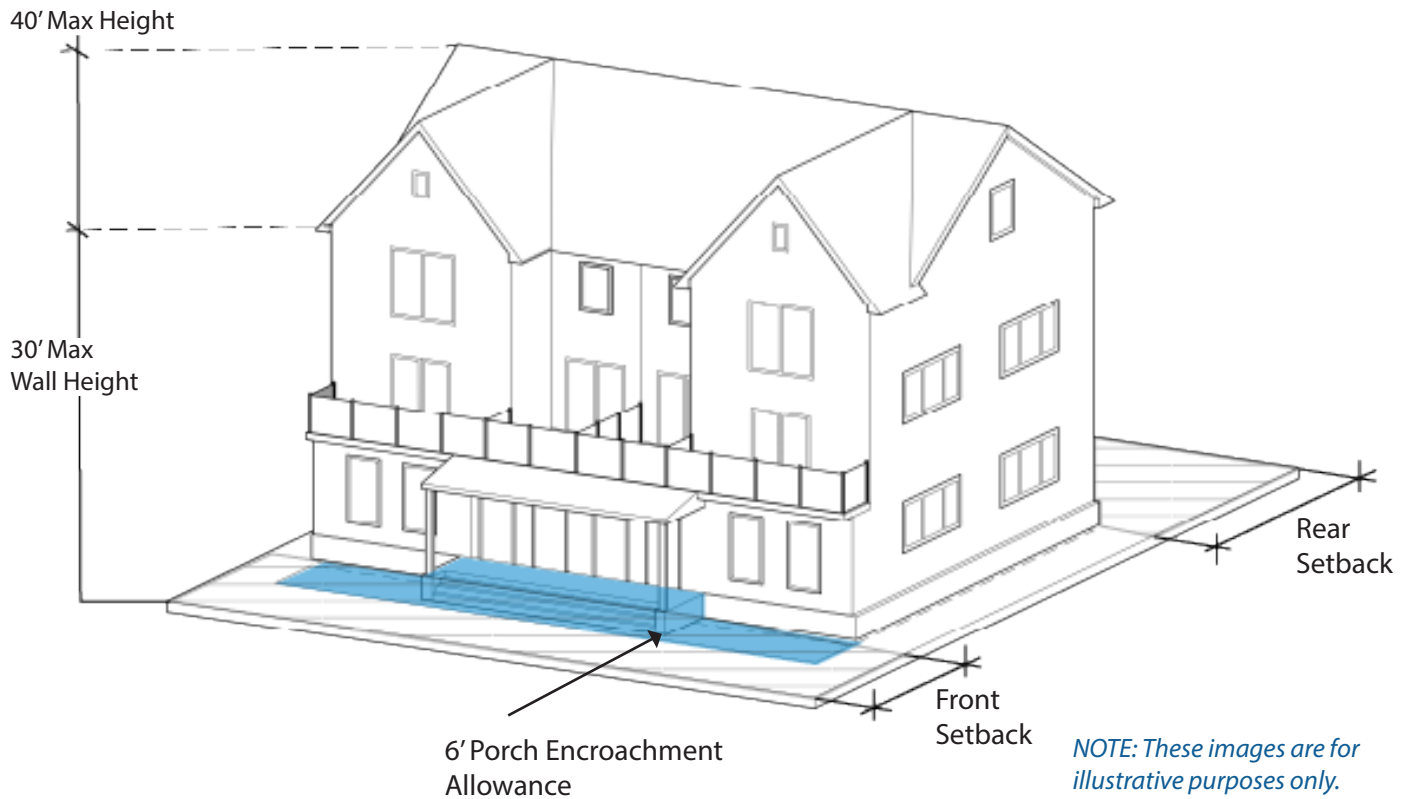 40’ Max Height
30’ Max
Wall Height
Rear
Setback
Front
Setback
6’ Porch Encroachment
Allowance
NOTE: These images are for
illustrative purposes only.